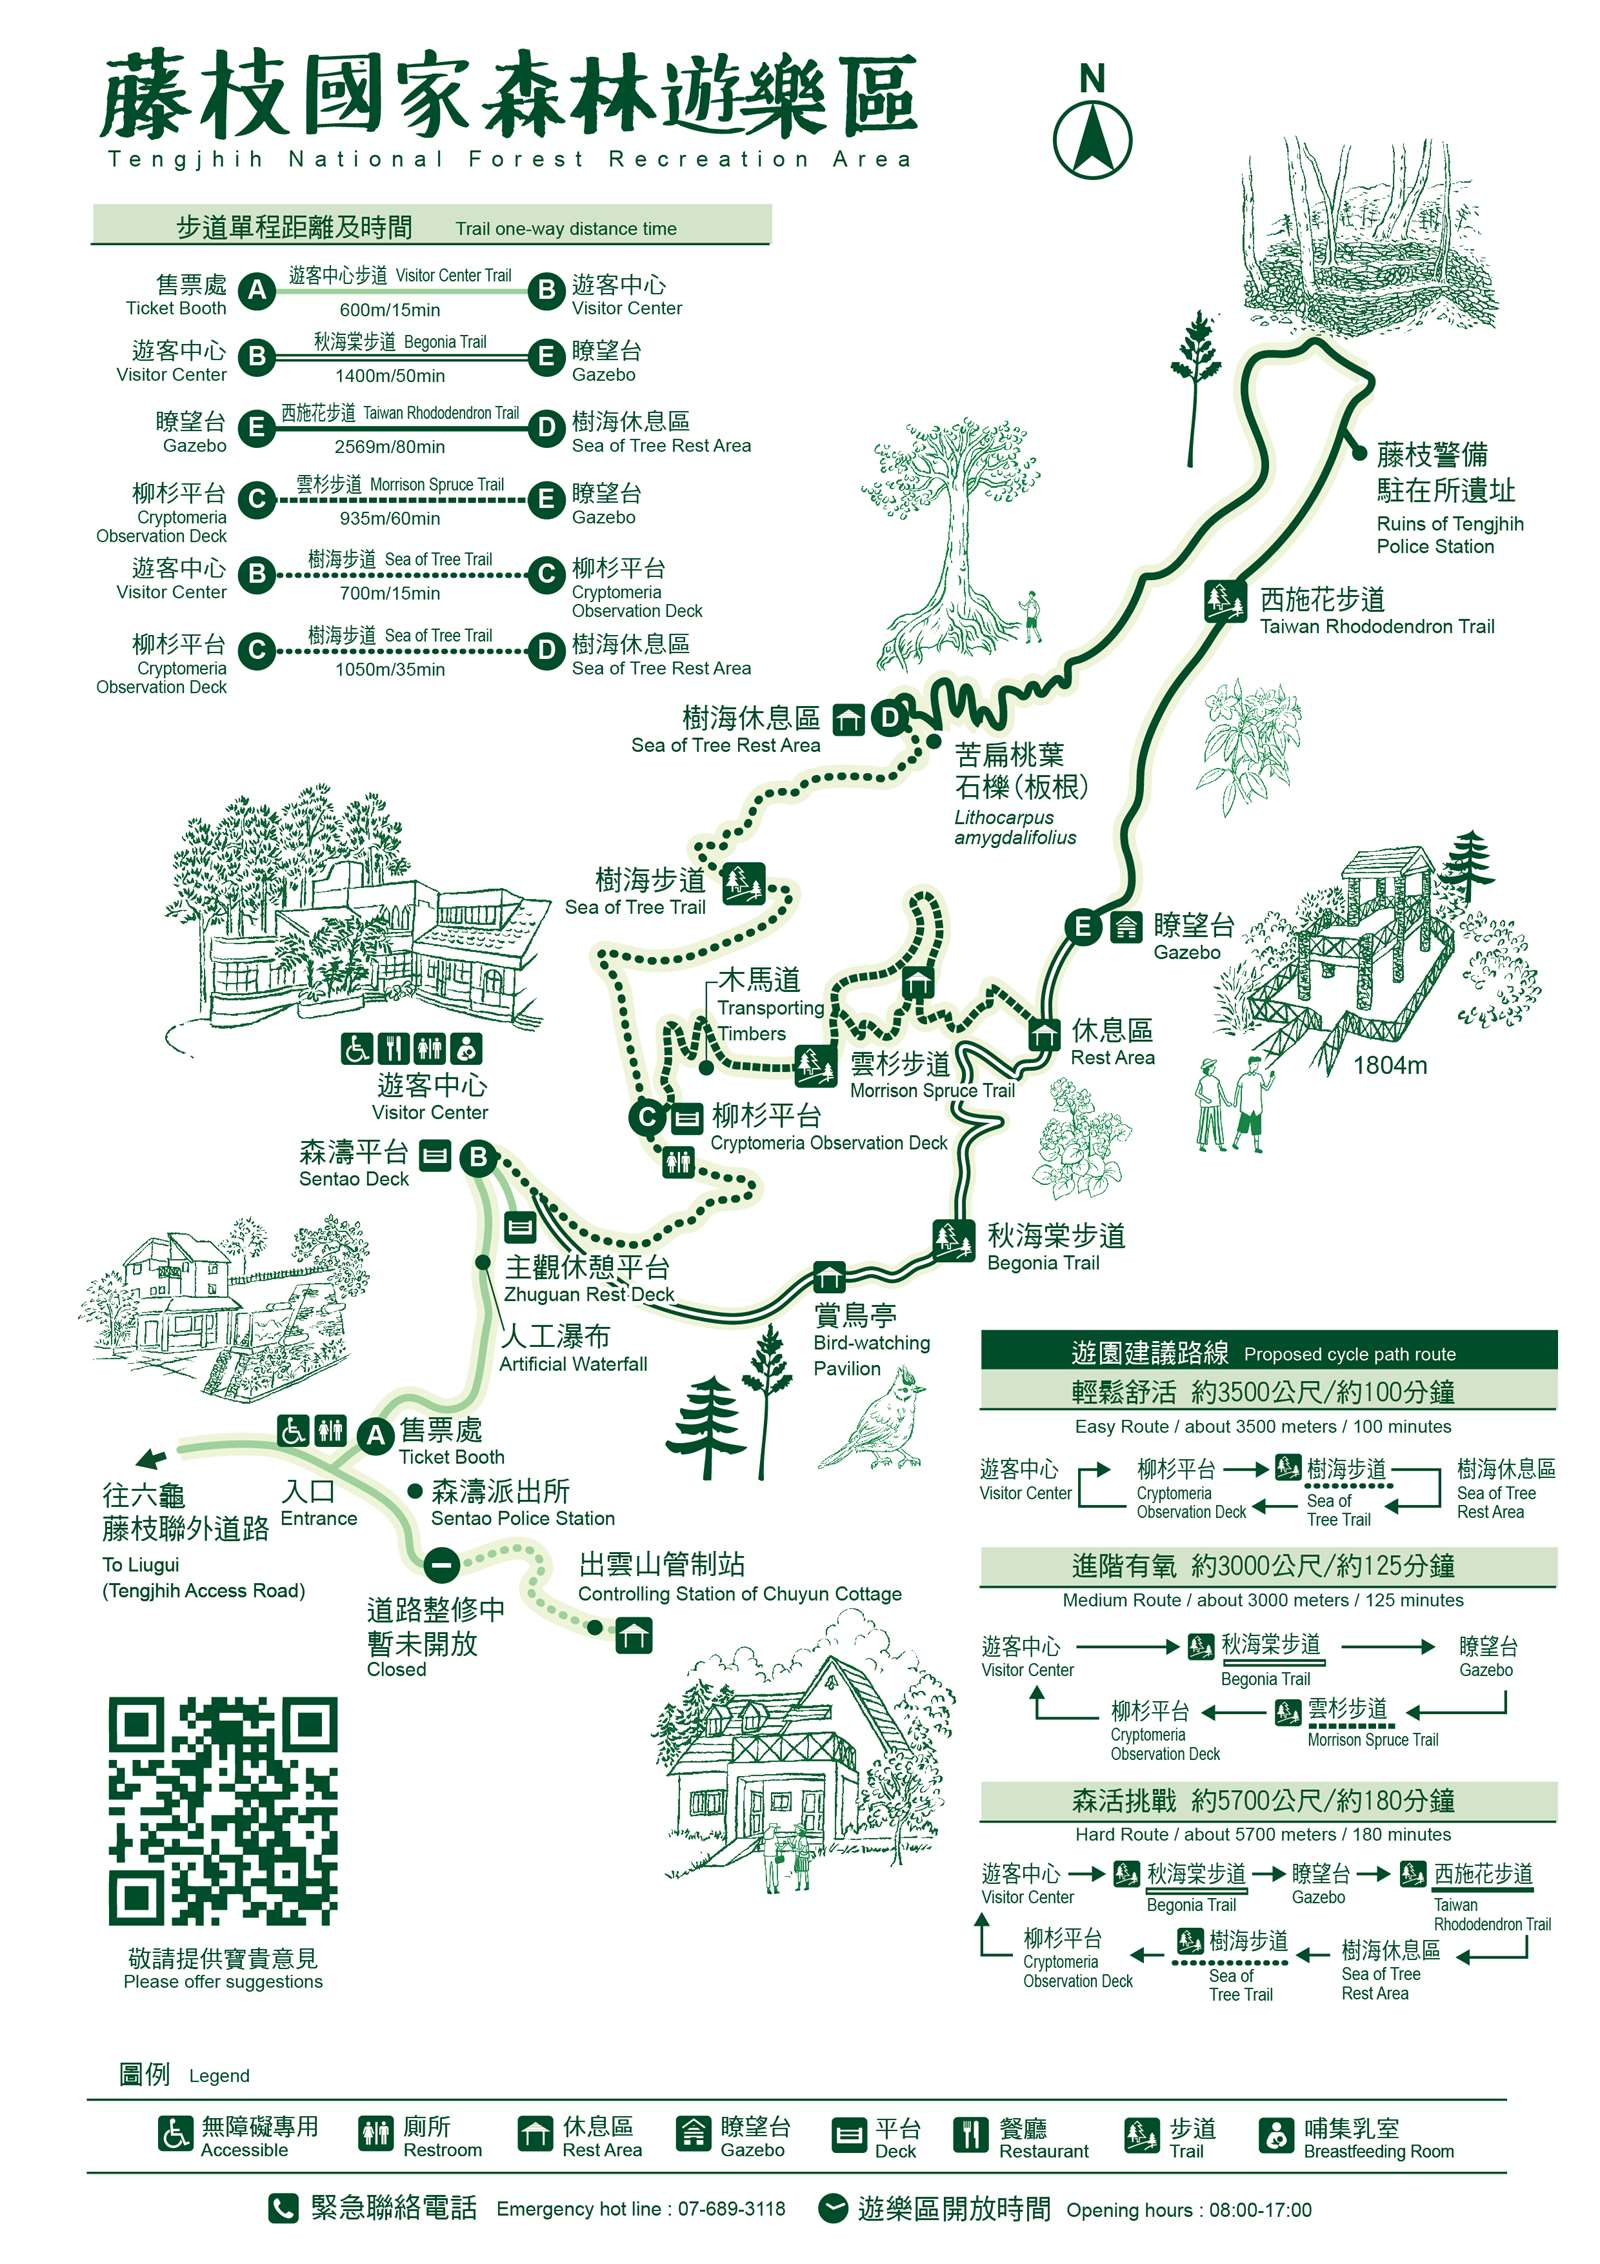 藤枝國家森林遊樂區
Tengjhih National Forest Recreation Area
N
步道單程距離及時間 Trail one-way distance time
售票處
Ticket Booth
A
遊客中心步道 Visitor Center Trail
600m/15min
B
遊客中心
Visitor Center
遊客中心
Visitor Center
B
秋海棠步道 Begonia Trail
1400m/50min
E
瞭望台
Gazebo
瞭望台
Gazebo
E
西施花步道 Taiwan Rhododendron Trail
2569m/80min
D
樹海休息區
Sea of Tree Rest Area
柳杉平台
Cryptomeria
Observation Deck
C
雲杉步道 Morrison Spruce Trail
935m/60min
E
瞭望台
Gazebo
遊客中心
Visitor Center
B
樹海步道 Sea of Tree Trail
700m/15min
C
柳杉平台
Cryptomeria
Observation Deck
柳杉平台
Cryptomeria
Observation Deck
C
樹海步道 Sea of Tree Trail
1050m/35min
D
樹海休息區
Sea of Tree Rest Area
藤枝警備
駐在所遺址
Ruins of Tengjhih
Police Station
西施花步道
Taiwan Rhododendron Trail
樹海休息區
Sea of Tree Rest Area
D
苦扁桃葉
石櫟(板根)
Lithocarpus
amygdalifolius
樹海步道
Sea of Tree Trail
E
瞭望台
Gazebo
1804m
木馬道
Transporting
Timbers
雲杉步道
Morrison Spruce Trail
休息區
Rest Area
遊客中心
Visitor Center
C
柳杉平台
Cryptomeria Observation Deck
森濤平台
Sentao Deck
B
主觀休憩平台
Zhuguan Rest Deck
秋海棠步道
Begonia Trail
賞鳥亭
Bird-watching
Pavilion
人工瀑布
Artificial Waterfall
A
售票處
Ticket Booth
入口
Entrance
往六龜
藤枝聯外道路
To Liugui
(Tengjhih Access Road)
森濤派出所
Sentao Police Station
道路整修中
暫未開放
Closed
出雲山管制站
Controlling Station of Chuyun Cottage
敬請提供寶貴意見
Please offer suggestions
遊園建議路線 Proposed cycle path route
輕鬆舒活 約3500公尺/約100分鐘
Easy Route / about 3500 meters / 100 minutes
遊客中心
Visitor Center
柳杉平台
Cryptomeria
Observation Deck
樹海步道
Sea of
Tree Trail
樹海休息區
Sea of Tree
Rest Area
進階有氧 約3000公尺/約125分鐘
Medium Route / about 3000 meters / 125 minutes
遊客中心
Visitor Center
秋海棠步道
Begonia Trail
瞭望台
Gazebo
柳杉平台
Cryptomeria
Observation Deck
雲杉步道
Morrison Spruce Trail
森活挑戰 約5700公尺/約180分鐘
Hard Route / about 5700 meters / 180 minutes
遊客中心
Visitor Center
秋海棠步道
Begonia Trail
瞭望台
Gazebo
西施花步道
Taiwan
Rhododendron Trail
柳杉平台
Cryptomeria
Observation Deck
樹海步道
Sea of
Tree Trail
樹海休息區
Sea of Tree
Rest Area
圖例 Legend
無障礙專用
Accessible
廁所
Restroom
休息區
Rest Area
瞭望台
Gazebo
平台
Deck
餐廳
Restaurant
步道
Trail
哺集乳室
Breastfeeding Room
緊急聯絡電話 Emergency hot line : 07-689-3118
遊樂區開放時間 Opening hours : 08:00-17:00